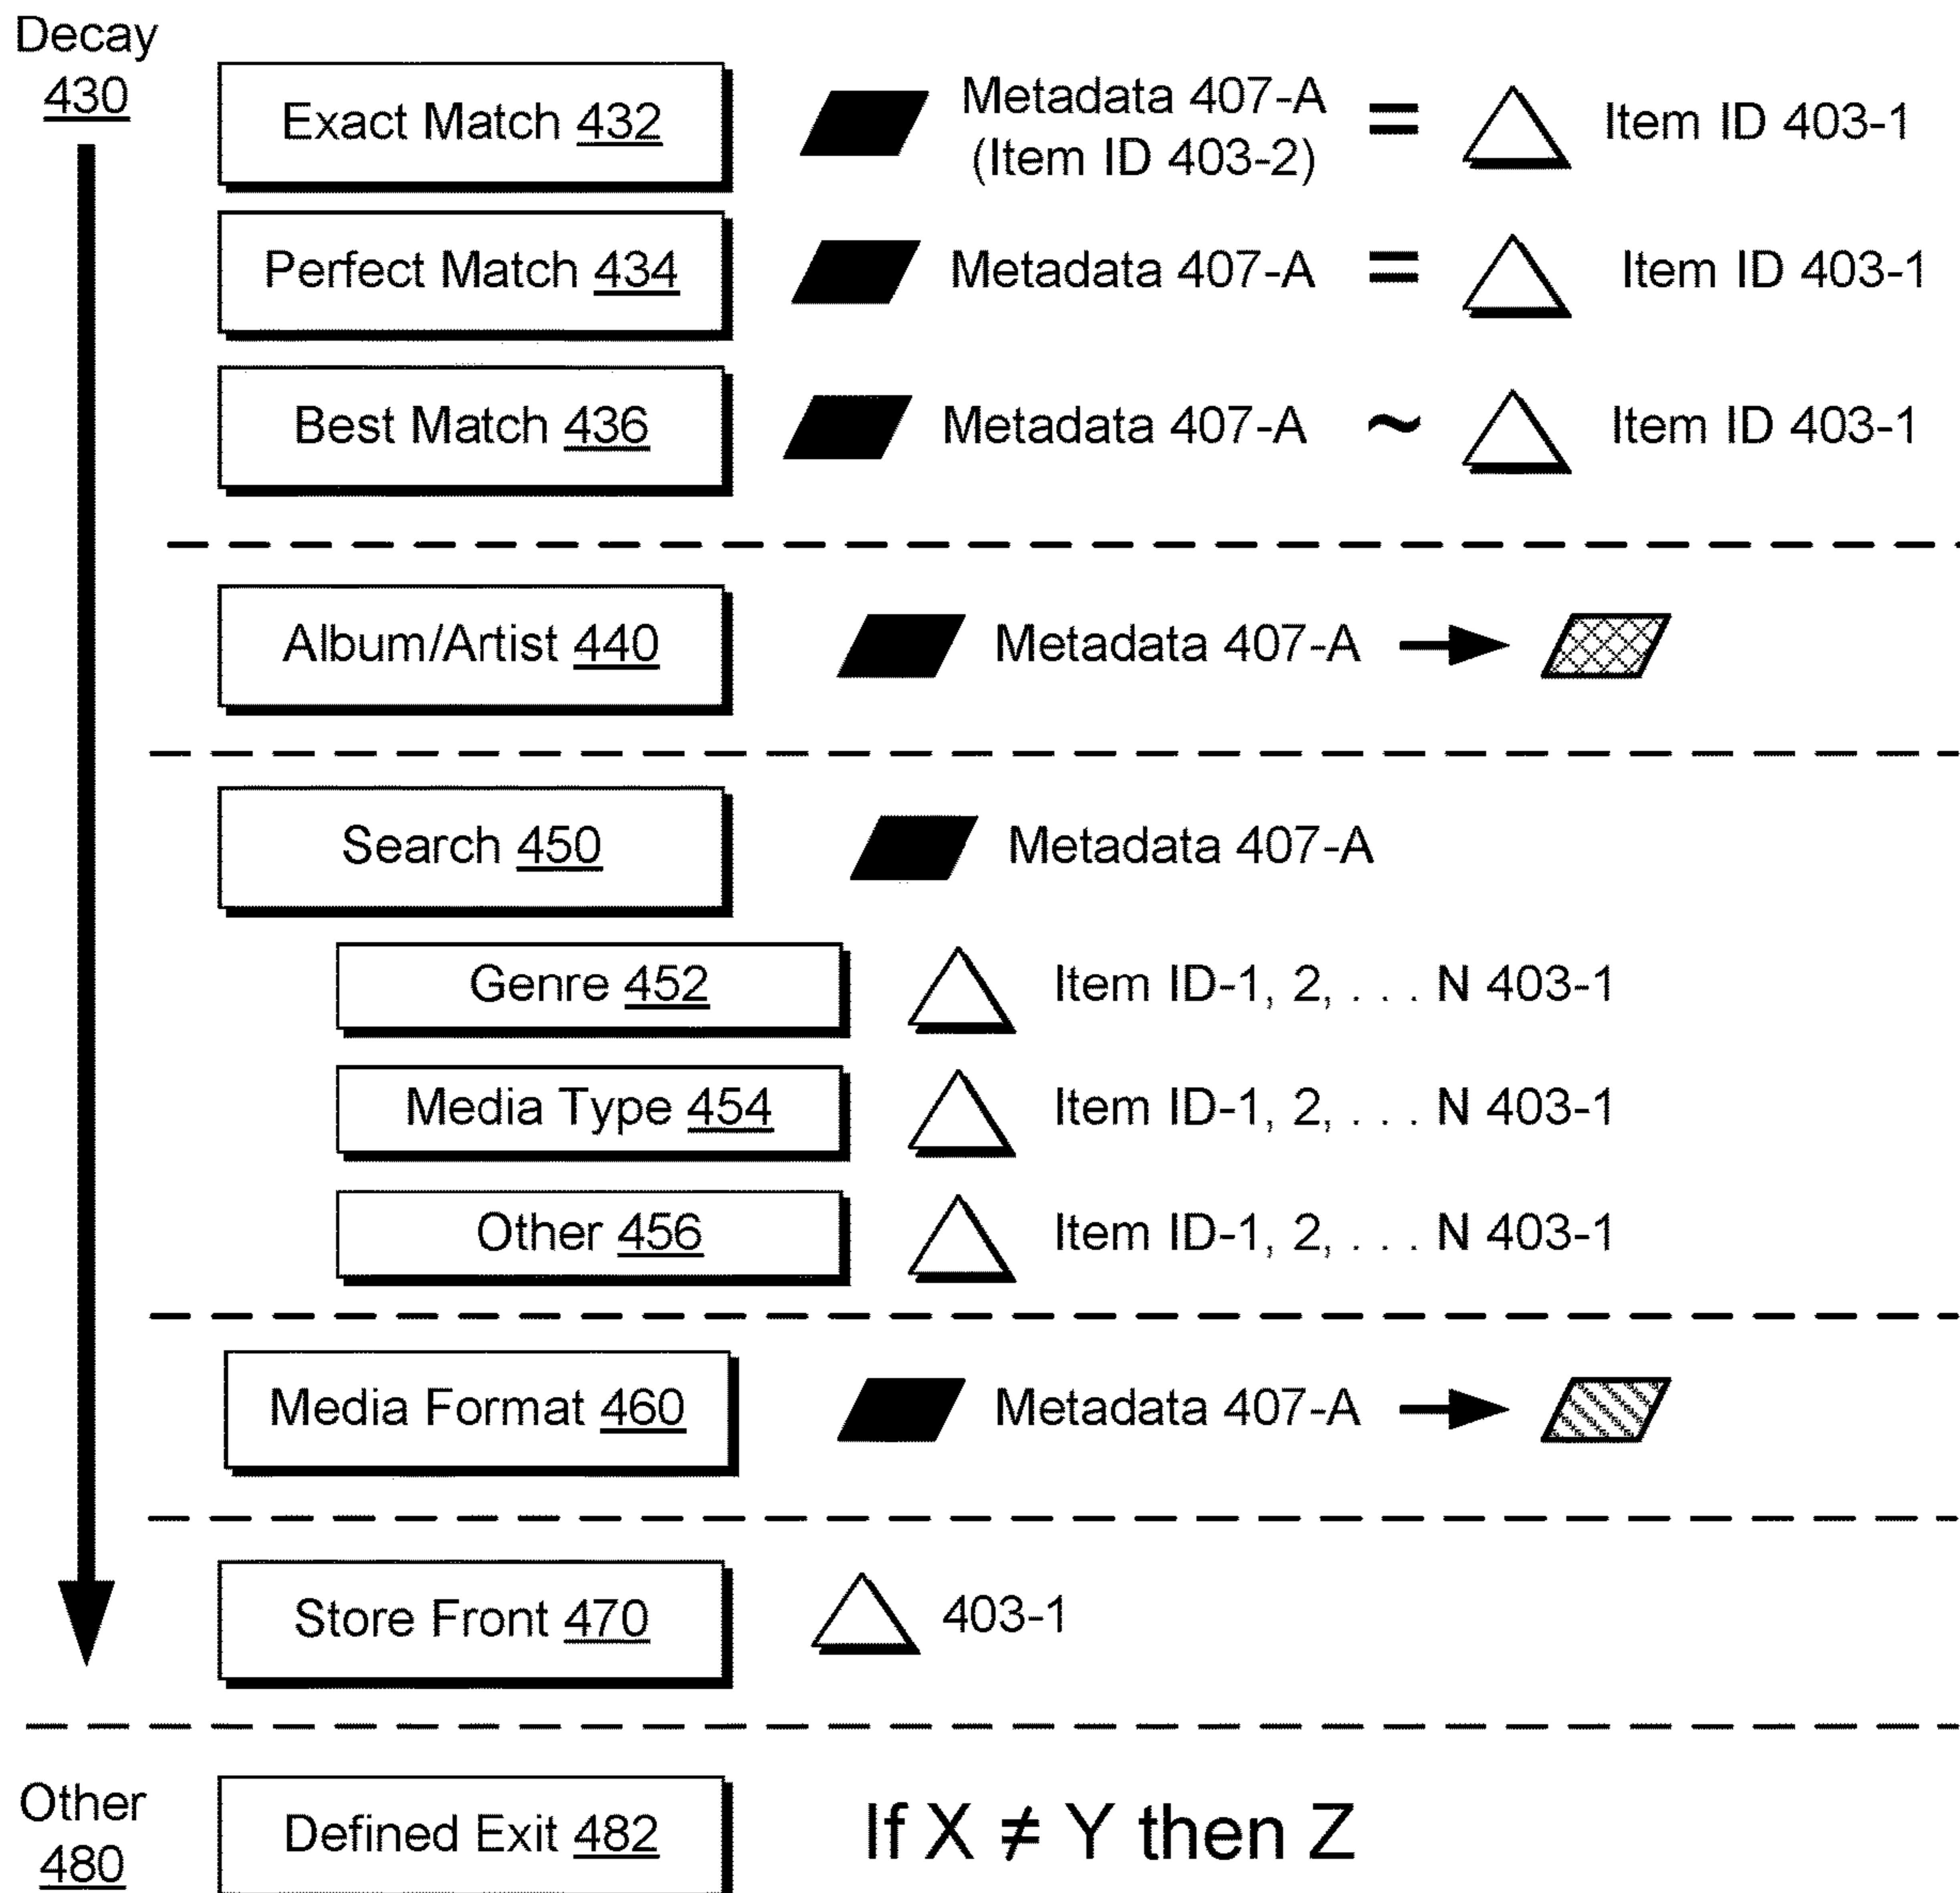 Decay
430
Exact Match 432
Metadata 407-A
(Item ID 403-2)
=
Item ID 403-1
Perfect Match 434
Metadata 407-A
=
Item ID 403-1
Best Match 436
Metadata 407-A
~
Item ID 403-1
Album/Artist 440
Metadata 407-A
Search 450
Metadata 407-A
Genre 452
Item ID-1, 2, . . . N 403-1
Media Type 454
Item ID-1, 2, . . . N 403-1
Other 456
Item ID-1, 2, . . . N 403-1
Media Format 460
Metadata 407-A
Store Front 470
403-1
Other
480
Defined Exit 482
If X ≠ Y then Z